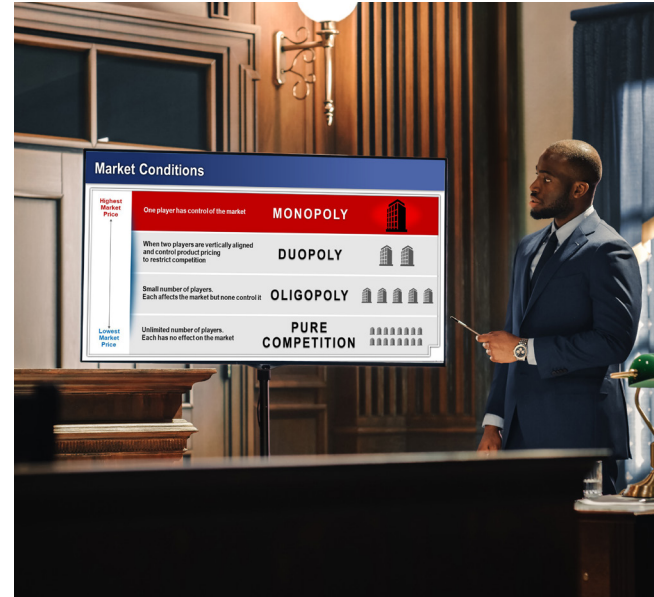 Market Conditions
Highest
Market
Price
One player has control of the market
MONOPOLY
When two players are vertically aligned
and control product pricing
to restrict competition
DUOPOLY
Small number of players.
Each affects the market but none control it
OLIGOPOLY
Lowest
Market
Price
Unlimited number of players.
Each has no effect on the market
PURE
COMPETITION